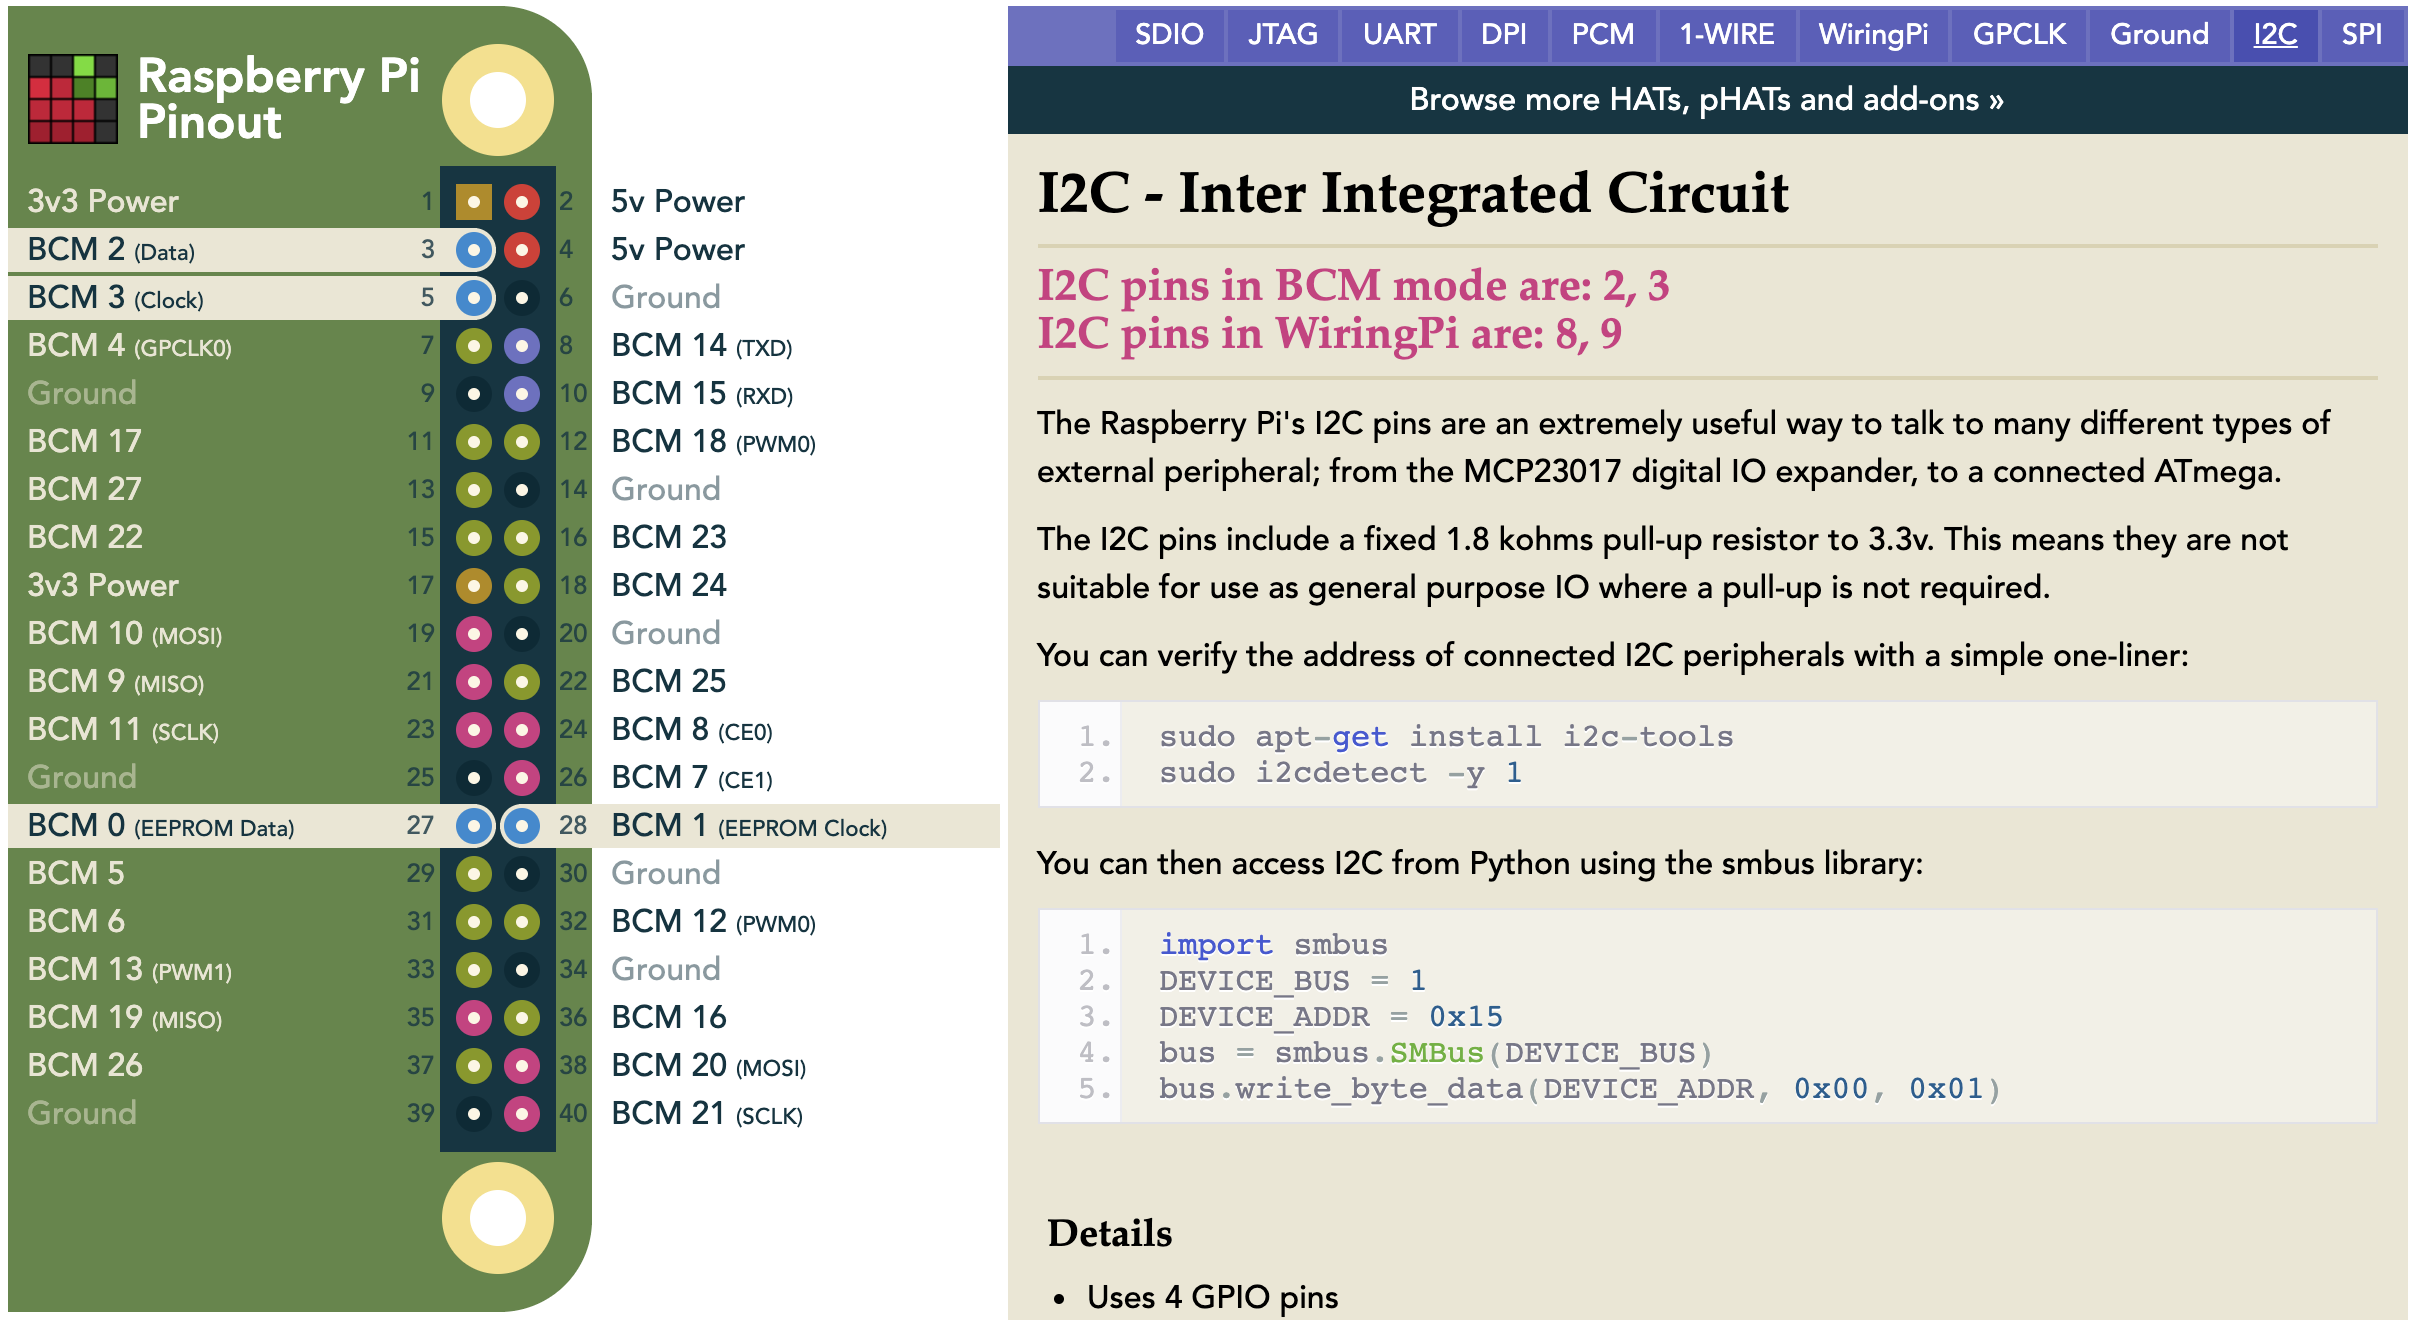 Raspberry Pi
Pinout
3v3 Power 1 2 5v Power
BCM 2 (Data) 3 4 5v Power
BCM 3 (Clock) 5 6 Ground
BCM 4 (GPCLK0) 7 8 BCM 14 (TXD)
Ground 9 10 BCM 15 (RXD)
BCM 17 11 12 BCM 18 (PWM0)
BCM 27 13 14 Ground
BCM 22 15 16 BCM 23
3v3 Power 17 18 BCM 24
BCM 10 (MOSI) 19 20 Ground
BCM 9 (MISO) 21 22 BCM 25
BCM 11 (SCLK) 23 24 BCM 8 (CE0)
Ground 25 26 BCM 7 (CE1)
BCM 0 (EEPROM Data) 27 28 BCM 1 (EEPROM Clock)
BCM 5 29 30 Ground
BCM 6 31 32 BCM 12 (PWM0)
BCM 13 (PWM1) 33 34 Ground
BCM 19 (MISO) 35 36 BCM 16
BCM 26 37 38 BCM 20 (MOSI)
Ground 39 40 BCM 21 (SCLK)
SDIO JTAG UART DPI PCM 1-WIRE WiringPi GPCLK Ground I2C SPI
Browse more HATs, pHATs and add-ons »
I2C - Inter Integrated Circuit
I2C pins in BCM mode are: 2, 3
I2C pins in WiringPi are: 8, 9
The Raspberry Pi's I2C pins are an extremely useful way to talk to many different types of
external peripheral; from the MCP23017 digital IO expander, to a connected ATmega.
The I2C pins include a fixed 1.8 kohms pull-up resistor to 3.3v. This means they are not
suitable for use as general purpose IO where a pull-up is not required.
You can verify the address of connected I2C peripherals with a simple one-liner:
1. sudo apt-get install i2c-tools
2. sudo i2cdetect -y 1
You can then access I2C from Python using the smbus library:
1. import smbus
2. DEVICE_BUS = 1
3. DEVICE_ADDR = 0x15
4. bus = smbus.SMBus(DEVICE_BUS)
5. bus.write_byte_data(DEVICE_ADDR, 0x00, 0x01)
Details
• Uses 4 GPIO pins